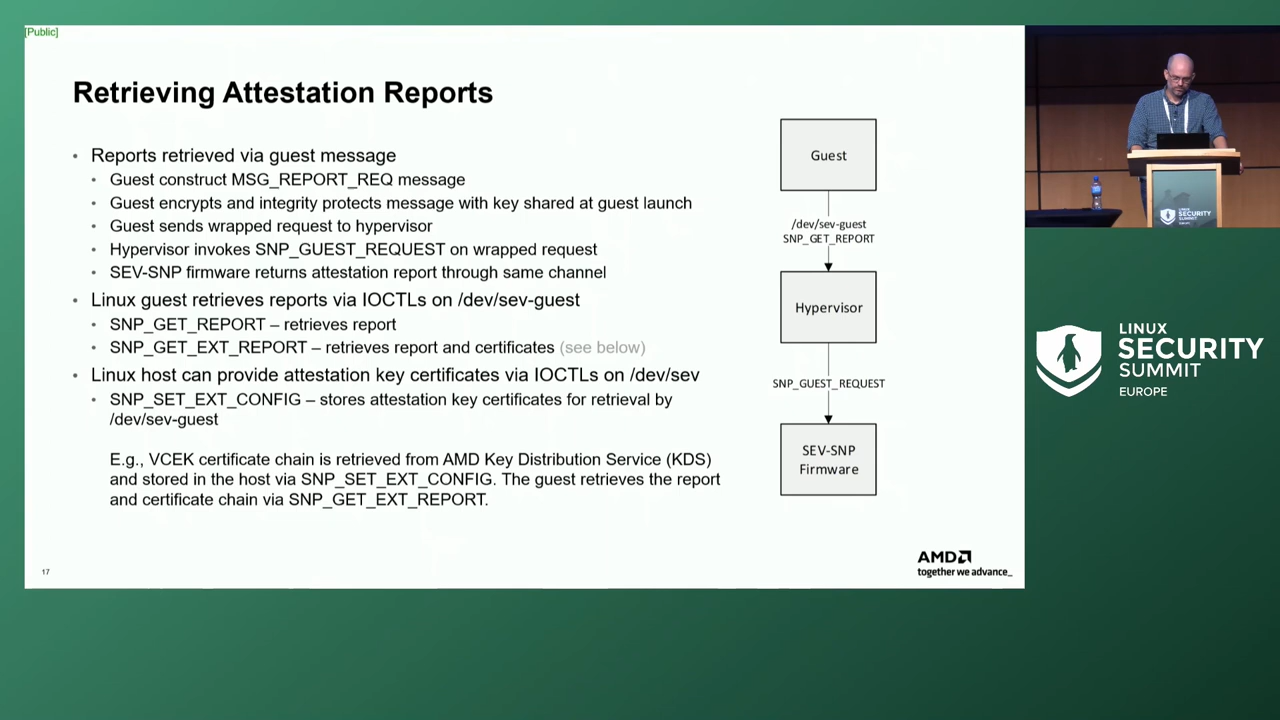 [Public]
Retrieving Attestation Reports
• Reports retrieved via guest message
• Guest construct MSG_REPORT_REQ message
• Guest encrypts and integrity protects message with key shared at guest launch
• Guest sends wrapped request to hypervisor
• Hypervisor invokes SNP_GUEST_REQUEST on wrapped request
• SEV-SNP firmware returns attestation report through same channel
• Linux guest retrieves reports via IOCTLs on /dev/sev-guest
• SNP_GET_REPORT – retrieves report
• SNP_GET_EXT_REPORT – retrieves report and certificates (see below)
• Linux host can provide attestation key certificates via IOCTLs on /dev/sev
• SNP_SET_EXT_CONFIG – stores attestation key certificates for retrieval by
/dev/sev-guest
E.g., VCEK certificate chain is retrieved from AMD Key Distribution Service (KDS)
and stored in the host via SNP_SET_EXT_CONFIG. The guest retrieves the report
and certificate chain via SNP_GET_EXT_REPORT.
Guest
/dev/sev-guest
SNP_GET_REPORT
Hypervisor
SNP_GUEST_REQUEST
SEV-SNP
Firmware
17
AMD
together we advance_
LINUX
SECURITY
SUMMIT
EUROPE
LINUX
SECURITY
SUMMIT
EUROPE